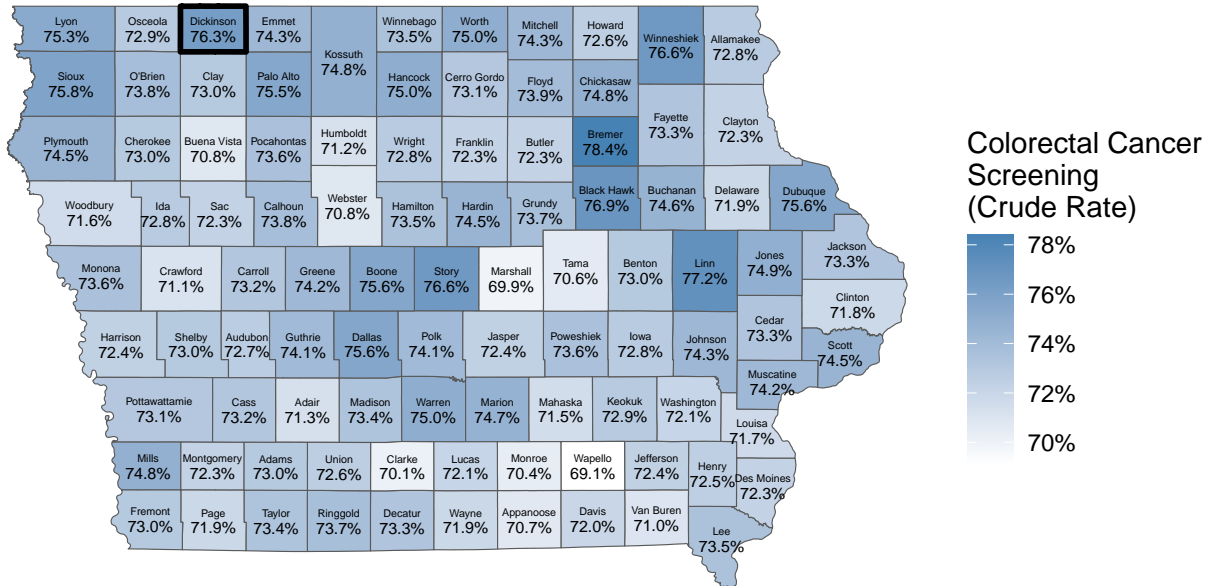 Lyon
75.3%
Osceola
72.9%
Dickinson
76.3%
Emmet
74.3%
Kossuth
74.8%
Winnebago
73.5%
Worth
75.0%
Mitchell
74.3%
Howard
72.6%
Winneshiek
76.6%
Allamakee
72.8%
Sioux
75.8%
O'Brien
73.8%
Clay
73.0%
Palo Alto
75.5%
Hancock
75.0%
Cerro Gordo
73.1%
Floyd
73.9%
Chickasaw
74.8%
Fayette
73.3%
Clayton
72.3%
Plymouth
74.5%
Cherokee
73.0%
Buena Vista
70.8%
Pocahontas
73.6%
Humboldt
71.2%
Wright
72.8%
Franklin
72.3%
Butler
72.3%
Bremer
78.4%
Woodbury
71.6%
Ida
72.8%
Sac
72.3%
Calhoun
73.8%
Webster
70.8%
Hamilton
73.5%
Hardin
74.5%
Grundy
73.7%
Black Hawk
76.9%
Buchanan
74.6%
Delaware
71.9%
Dubuque
75.6%
Monona
73.6%
Crawford
71.1%
Carroll
73.2%
Greene
74.2%
Boone
75.6%
Story
76.6%
Marshall
69.9%
Tama
70.6%
Benton
73.0%
Linn
77.2%
Jones
74.9%
Jackson
73.3%
Clinton
71.8%
Harrison
72.4%
Shelby
73.0%
Audubon
72.7%
Guthrie
74.1%
Dallas
75.6%
Polk
74.1%
Jasper
72.4%
Poweshiek
73.6%
Iowa
72.8%
Johnson
74.3%
Cedar
73.3%
Scott
74.5%
Muscatine
74.2%
Pottawattamie
73.1%
Cass
73.2%
Adair
71.3%
Madison
73.4%
Warren
75.0%
Marion
74.7%
Mahaska
71.5%
Keokuk
72.9%
Washington
72.1%
Louisa
71.7%
Mills
74.8%
Montgomery
72.3%
Adams
73.0%
Union
72.6%
Clarke
70.1%
Lucas
72.1%
Monroe
70.4%
Wapello
69.1%
Jefferson
72.4%
Henry
72.5%
Des Moines
72.3%
Fremont
73.0%
Page
71.9%
Taylor
73.4%
Ringgold
73.7%
Decatur
73.3%
Wayne
71.9%
Appanoose
70.7%
Davis
72.0%
Van Buren
71.0%
Lee
73.5%
Colorectal Cancer
Screening
(Crude Rate)
78%
76%
74%
72%
70%